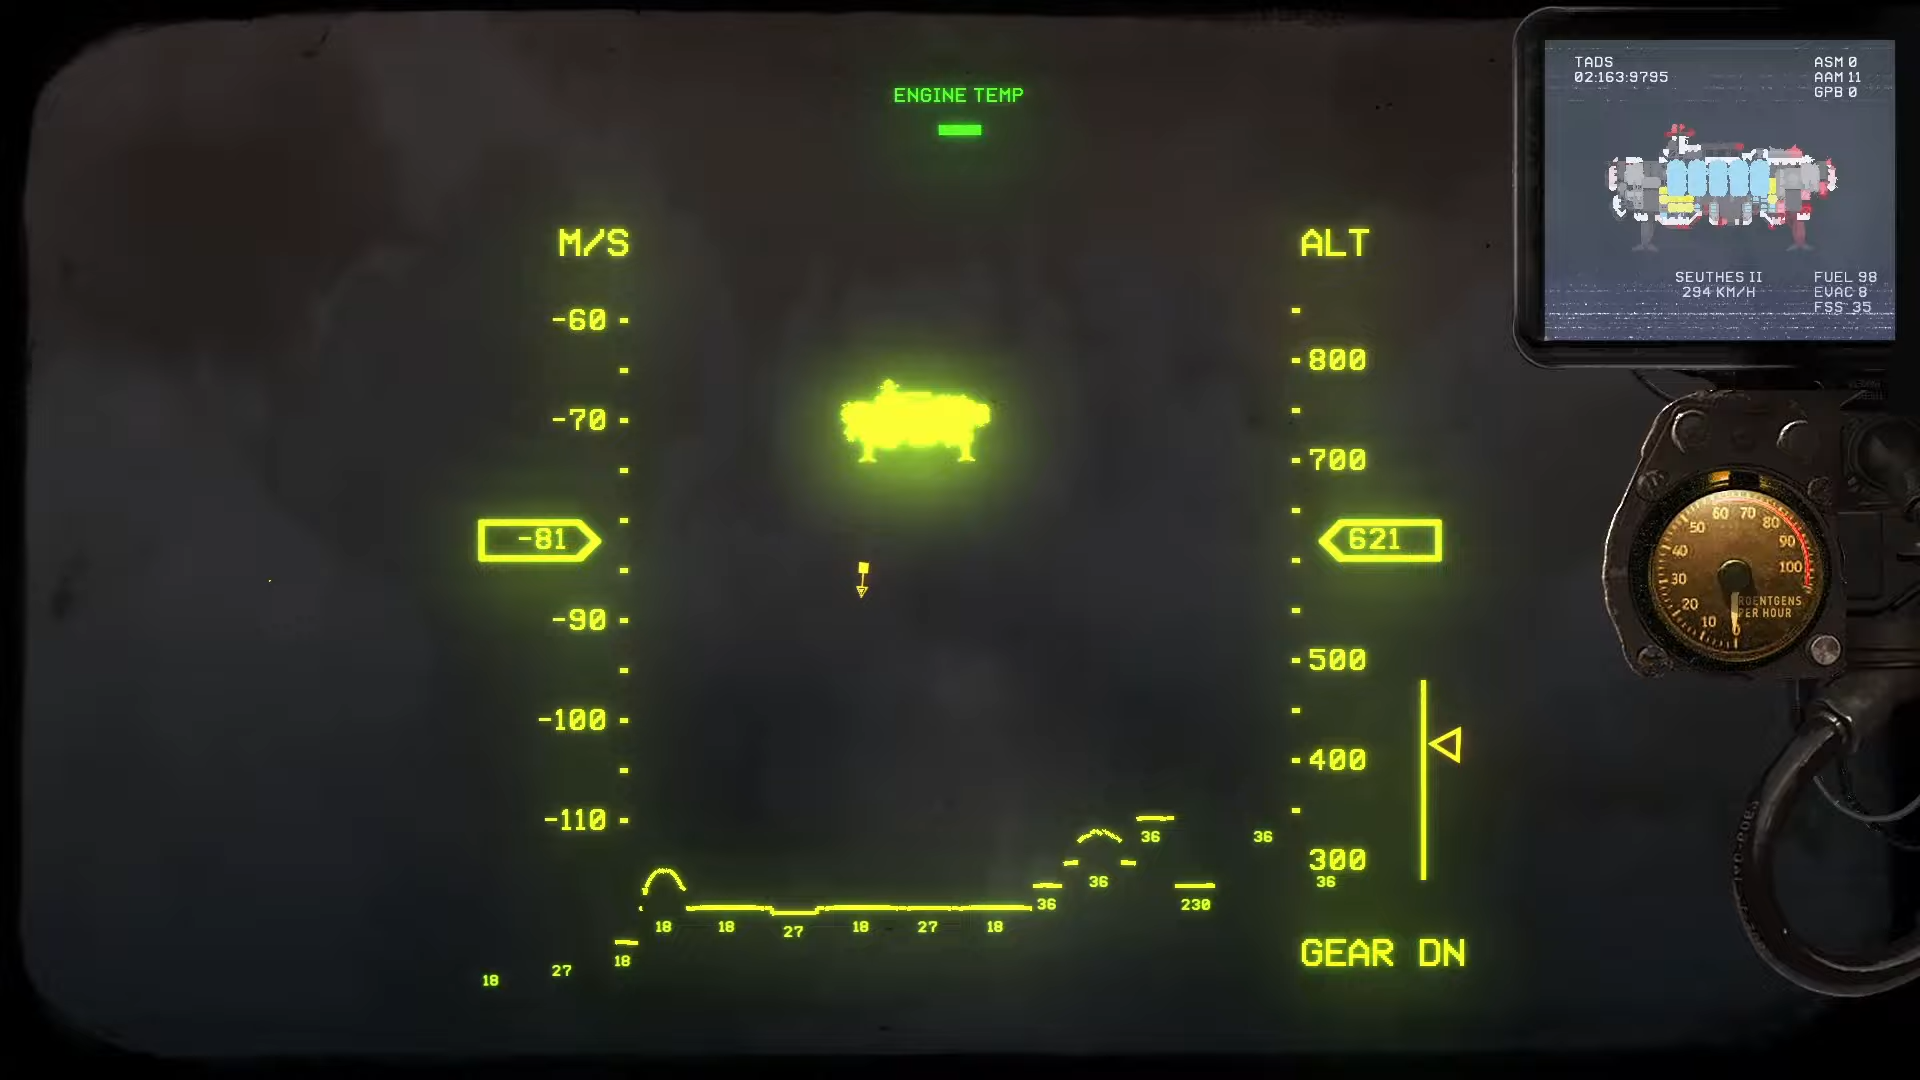 ENGINE TEMP
M/S
-60
-70
-81
-90
-100
-110
ALT
800
700
621
500
400
300
GEAR DN
18
27
18
18
18
27
18
27
18
36
36
36
230
36
36
TADS
02:163:9795
ASM 0
AAM 11
GPB 0
SEUTHES II
294 KM/H
FUEL 98
EVAC 8
FSS 35
0
10
20
30
40
50
60
70
80
90
100
ROENTGENS
PER HOUR